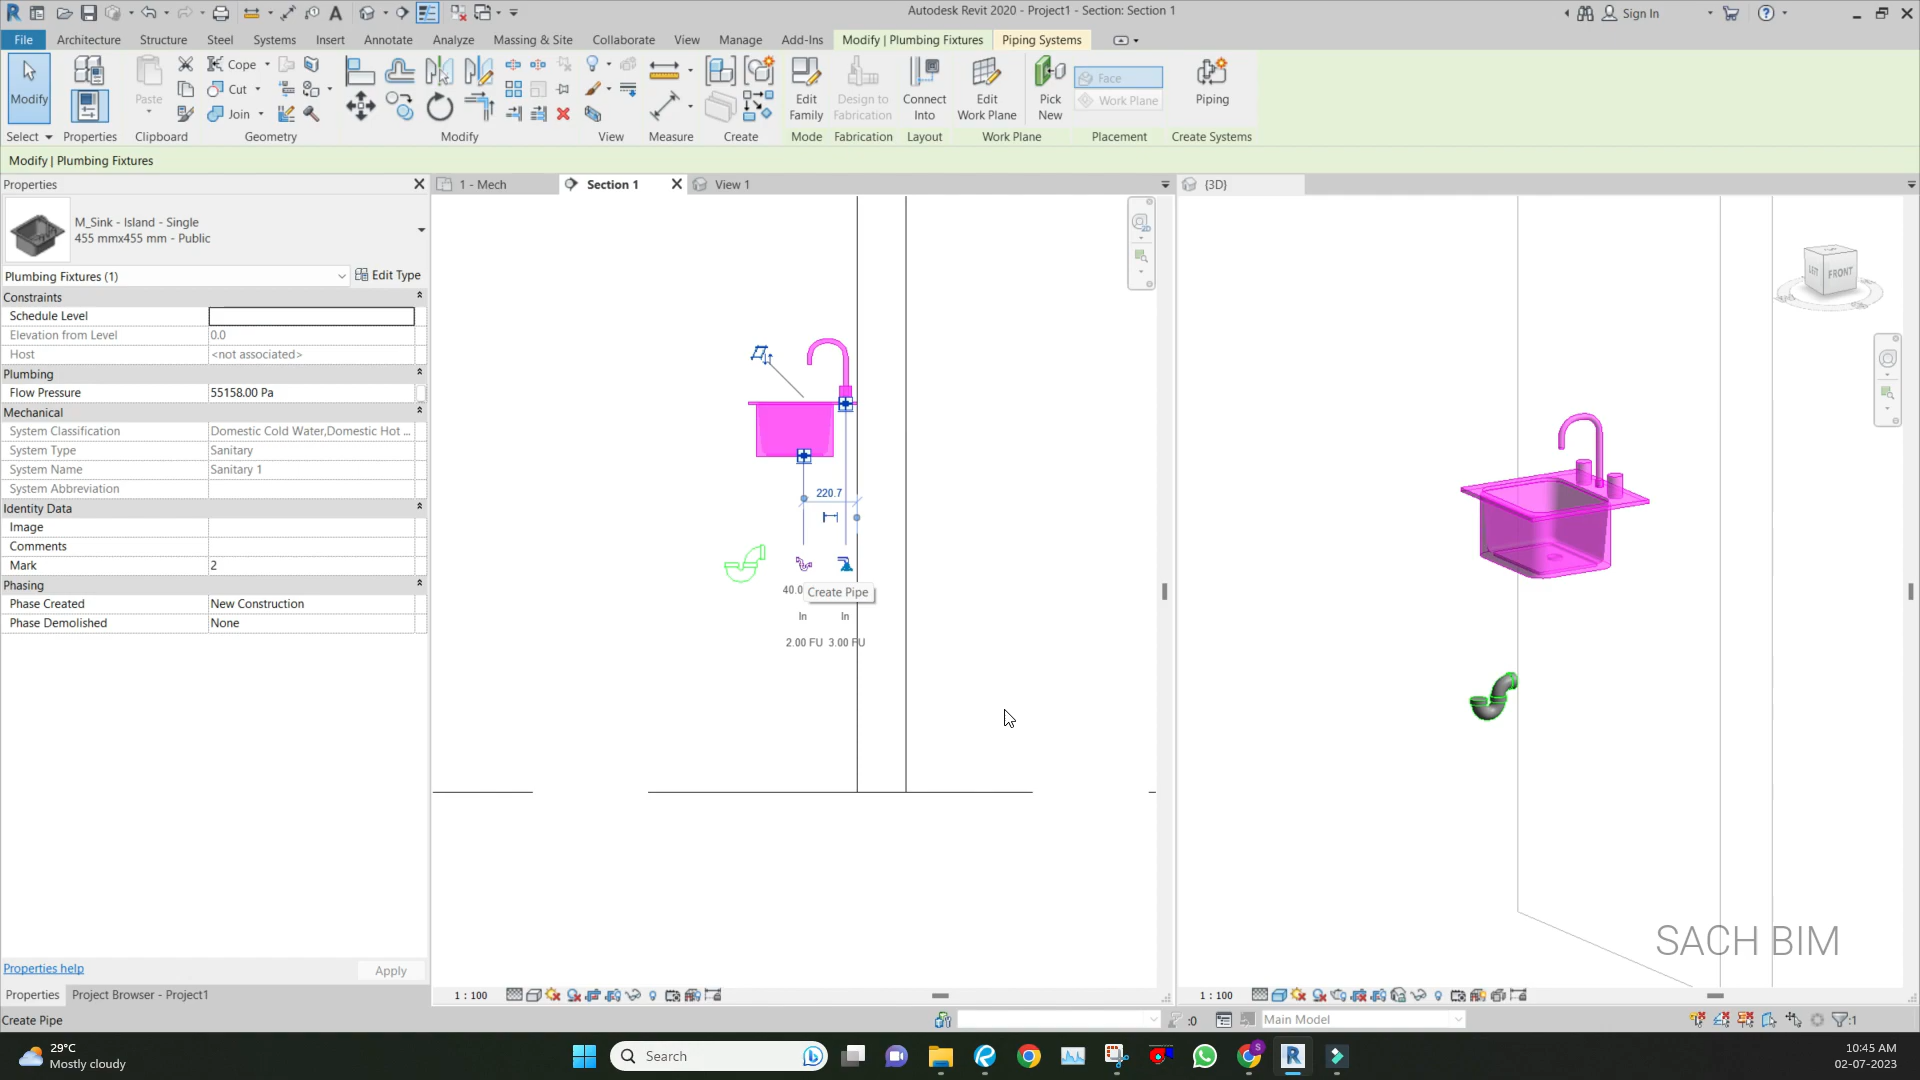 Autodesk Revit 2020 - Project1 - Section: Section 1
Sign In
File Architecture Structure Steel Systems Insert Annotate Analyze Massing & Site Collaborate View Manage Add-Ins Modify | Plumbing Fixtures Piping Systems
Modify
Paste
Cope
Cut
Join
Edit Family
Design to Fabrication
Connect Into
Edit Work Plane
Pick New
Face
Work Plane
Piping
Select Properties Clipboard Geometry Modify View Measure Create Mode Fabrication Layout Work Plane Placement Create Systems
Modify | Plumbing Fixtures
Properties
1 - Mech
Section 1
View 1
{3D}
M_Sink - Island - Single
455 mmx455 mm - Public
Plumbing Fixtures (1)
Edit Type
Constraints
Schedule Level
Elevation from Level 0.0
Host <not associated>
Plumbing
Flow Pressure 55158.00 Pa
Mechanical
System Classification Domestic Cold Water,Domestic Hot ...
System Type Sanitary
System Name Sanitary 1
System Abbreviation
Identity Data
Image
Comments
Mark 2
Phasing
Phase Created New Construction
Phase Demolished None
220.7
40.0
Create Pipe
In In
2.00 FU 3.00 FU
FRONT
SACH BIM
Properties help
Apply
Properties Project Browser - Project1
1 : 100
1 : 100
Create Pipe
:0
Main Model
:1
29°C
Mostly cloudy
Search
10:45 AM
02-07-2023